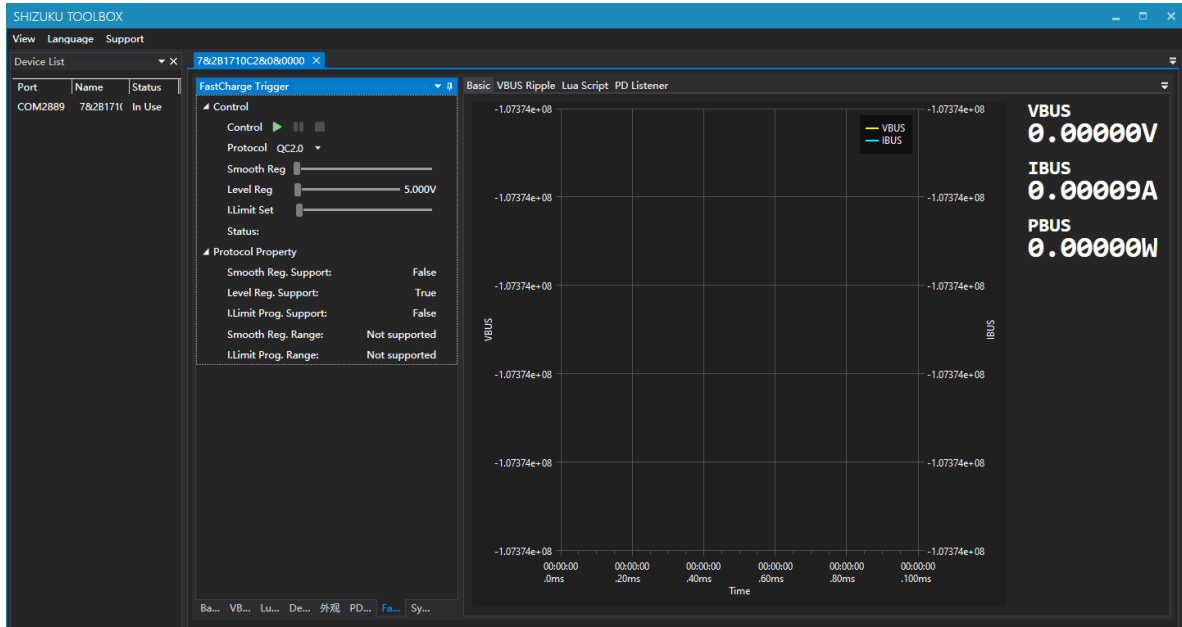 SHIZUKU TOOLBOX
View Language Support
Device List
Port Name Status
COM2889 7&2B171( In Use
7&2B1710C2&0&0000
FastCharge Trigger
Control
Control
Protocol QC2.0
Smooth Reg
Level Reg 5.000V
I.Limit Set
Status:
Protocol Property
Smooth Reg. Support: False
Level Reg. Support: True
I.Limit Prog. Support: False
Smooth Reg. Range: Not supported
I.Limit Prog. Range: Not supported
Ba... VB... Lu... De... 外观 PD... Fa... Sy...
Basic VBUS Ripple Lua Script PD Listener
-1.07374e+08 -1.07374e+08
VBUS
IBUS
-1.07374e+08 -1.07374e+08
-1.07374e+08 -1.07374e+08
VBUS IBUS
-1.07374e+08 -1.07374e+08
-1.07374e+08 -1.07374e+08
-1.07374e+08 -1.07374e+08
00:00:00 00:00:00 00:00:00 00:00:00 00:00:00 00:00:00
.0ms .20ms .40ms .60ms .80ms .100ms
Time
VBUS
0.00000V
IBUS
0.00009A
PBUS
0.00000W